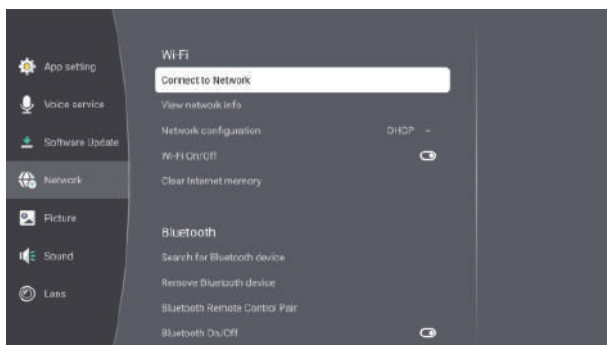 App setting
Voice service
Software Update
Network
Picture
Sound
Lens
Wi-Fi
Connect to Network
View network info
Network configuration DHCP
Wi-Fi On/Off
Clear Internet memory
Bluetooth
Search for Bluetooth device
Remove Bluetooth device
Bluetooth Remote Control Pair
Bluetooth On/Off